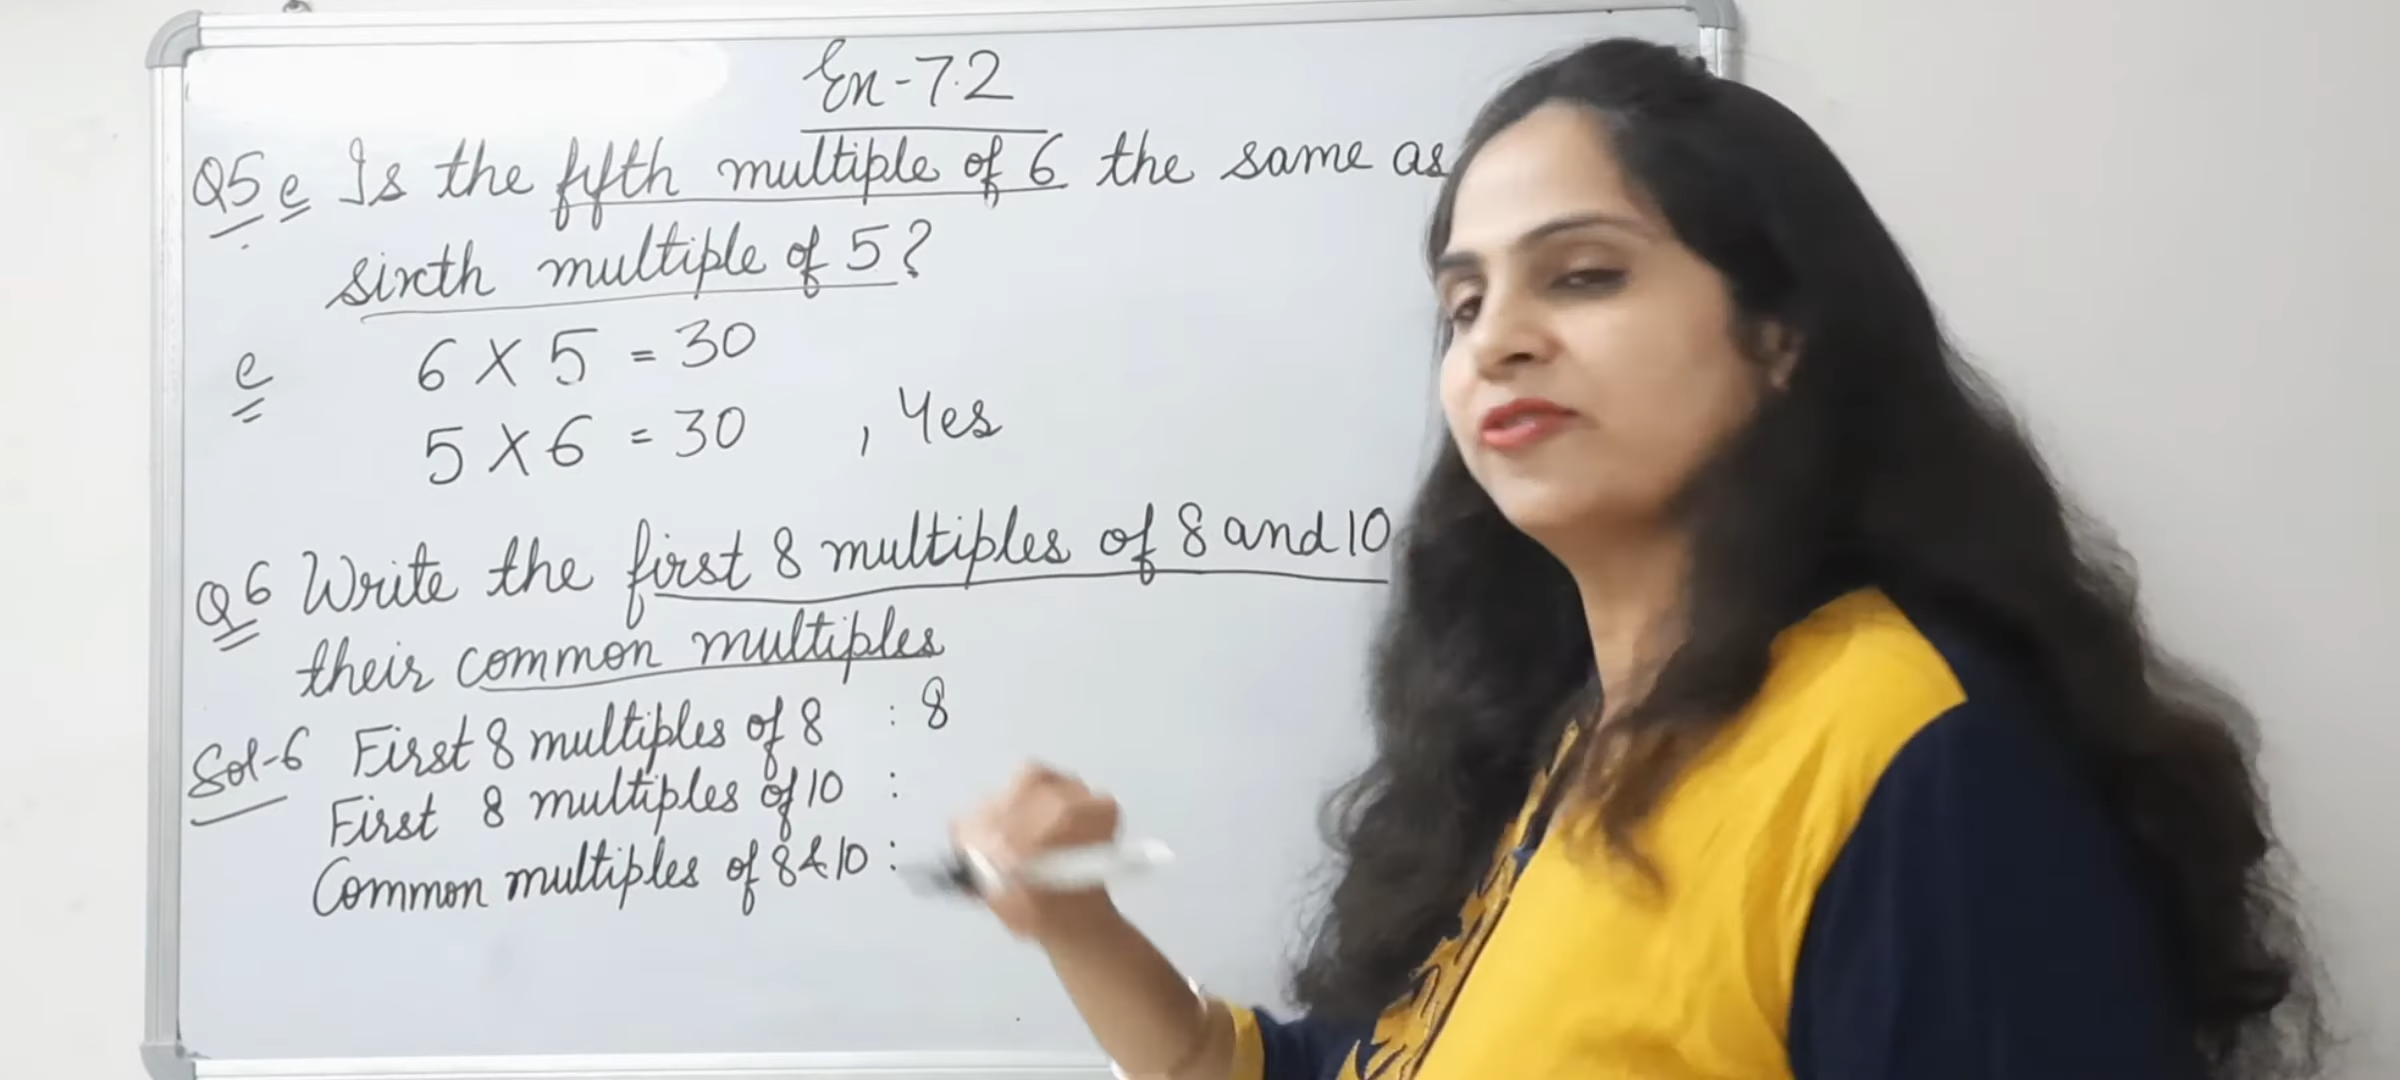 Ex-7.2
Q5 e Is the fifth multiple of 6 the same as
sixth multiple of 5?
e 6 X 5 = 30
5 X 6 = 30 , Yes
Q6 Write the first 8 multiples of 8 and 10
their common multiples
Sol-6 First 8 multiples of 8 : 8
First 8 multiples of 10 :
Common multiples of 8 & 10 :